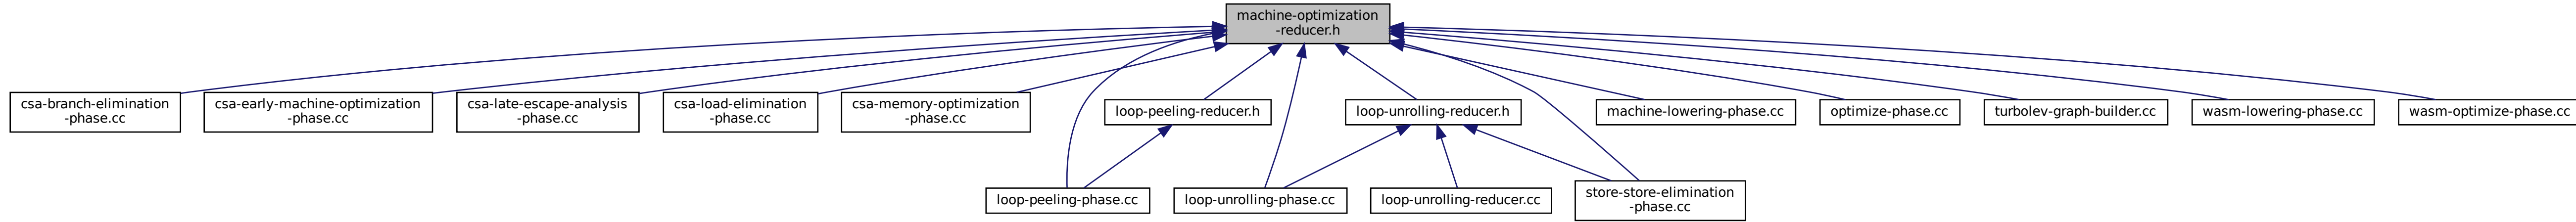 machine-optimization
-reducer.h
csa-branch-elimination
-phase.cc
csa-early-machine-optimization
-phase.cc
csa-late-escape-analysis
-phase.cc
csa-load-elimination
-phase.cc
csa-memory-optimization
-phase.cc
loop-peeling-reducer.h
loop-unrolling-reducer.h
machine-lowering-phase.cc
optimize-phase.cc
turbolev-graph-builder.cc
wasm-lowering-phase.cc
wasm-optimize-phase.cc
loop-peeling-phase.cc
loop-unrolling-phase.cc
loop-unrolling-reducer.cc
store-store-elimination
-phase.cc